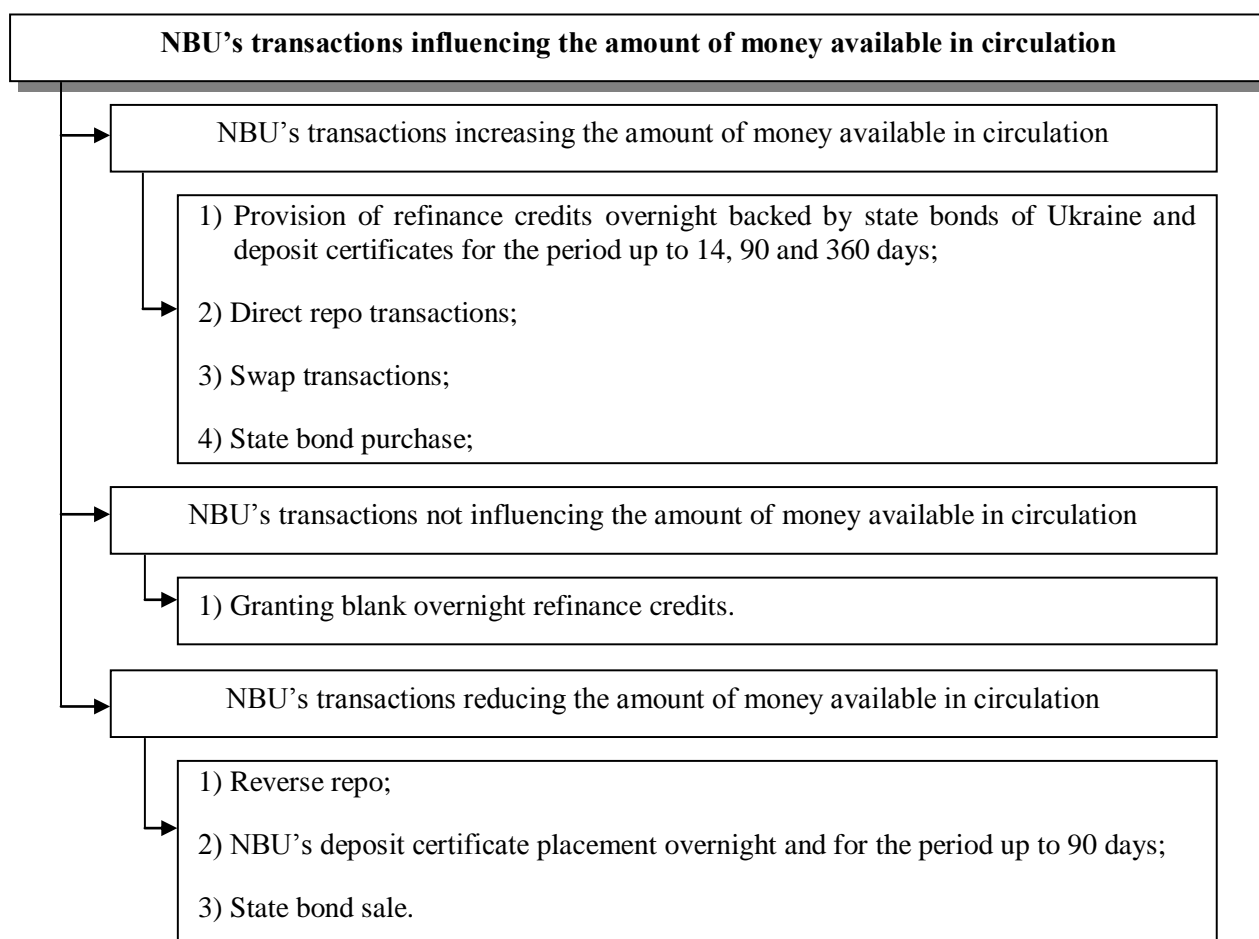 NBU’s transactions influencing the amount of money available in circulation
NBU’s transactions increasing the amount of money available in circulation
1) Provision of refinance credits overnight backed by state bonds of Ukraine and
deposit certificates for the period up to 14, 90 and 360 days;
2) Direct repo transactions;
3) Swap transactions;
4) State bond purchase;
NBU’s transactions not influencing the amount of money available in circulation
1) Granting blank overnight refinance credits.
NBU’s transactions reducing the amount of money available in circulation
1) Reverse repo;
2) NBU’s deposit certificate placement overnight and for the period up to 90 days;
3) State bond sale.